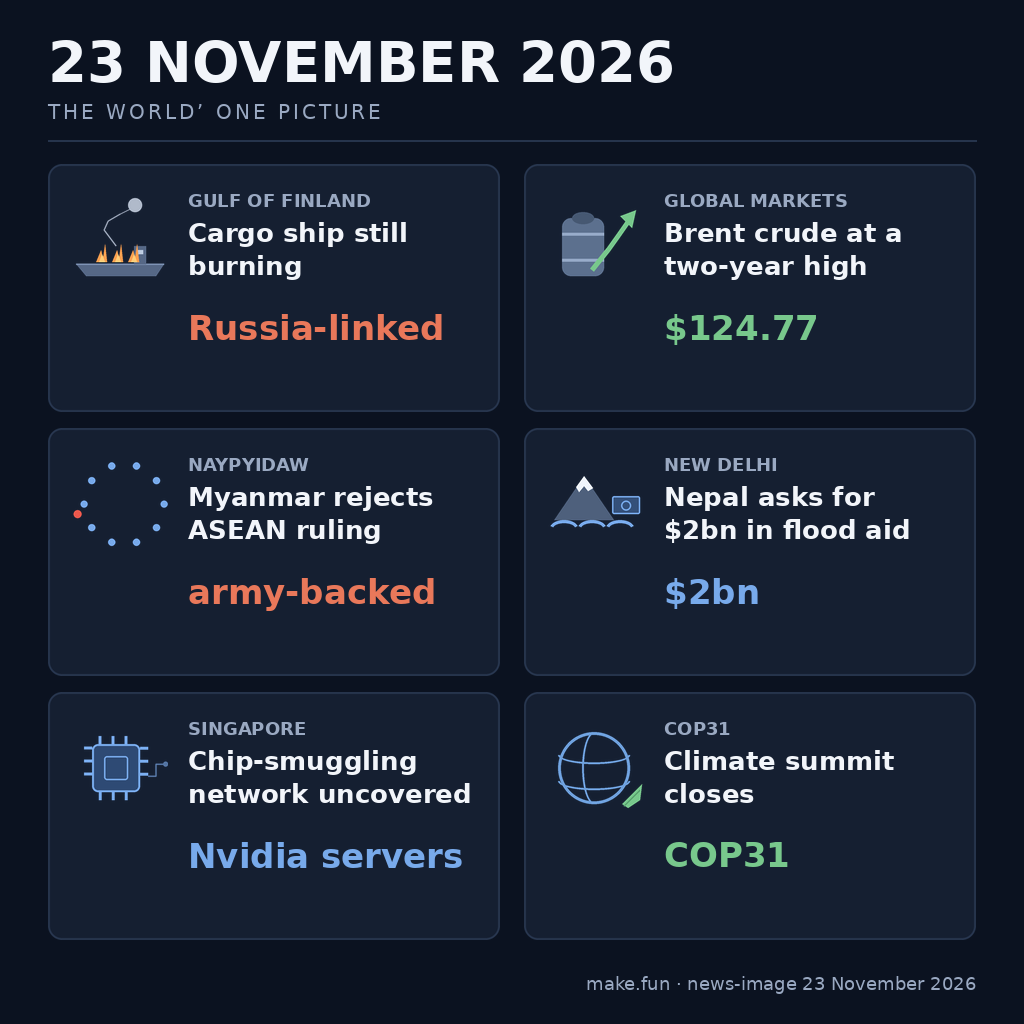 23 NOVEMBER 2026
THE WORLD’ ONE PICTURE
GULF OF FINLAND
Cargo ship still
burning
Russia-linked
GLOBAL MARKETS
Brent crude at a
two-year high
$124.77
NAYPYIDAW
Myanmar rejects
ASEAN ruling
army-backed
NEW DELHI
Nepal asks for
$2bn in flood aid
$2bn
SINGAPORE
Chip-smuggling
network uncovered
Nvidia servers
COP31
Climate summit
closes
COP31
make.fun · news-image 23 November 2026